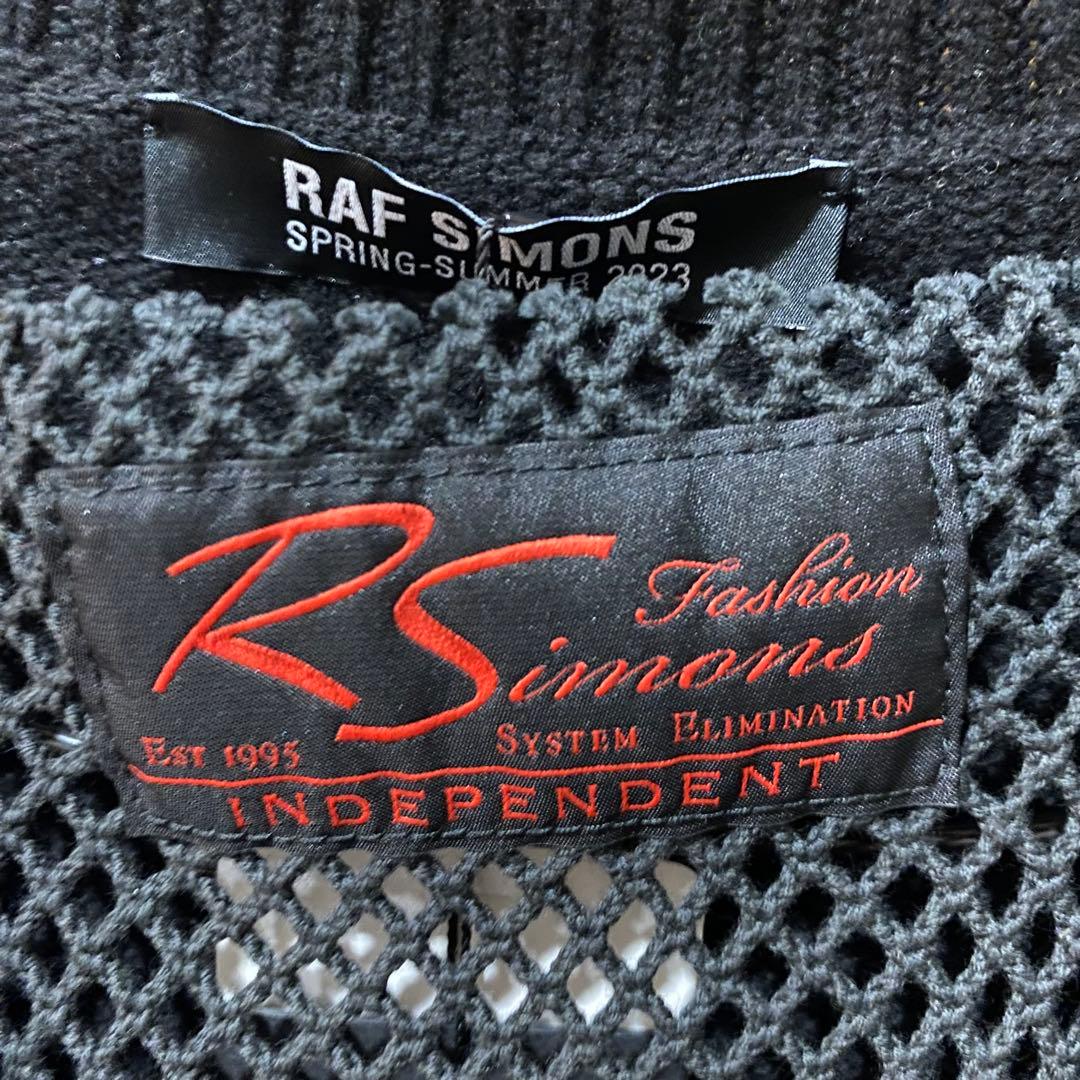 RAF SIMONS
SPRING-SUMMER 2023
Fashion
RSimons
EST 1995 SYSTEM ELIMINATION
INDEPENDENT